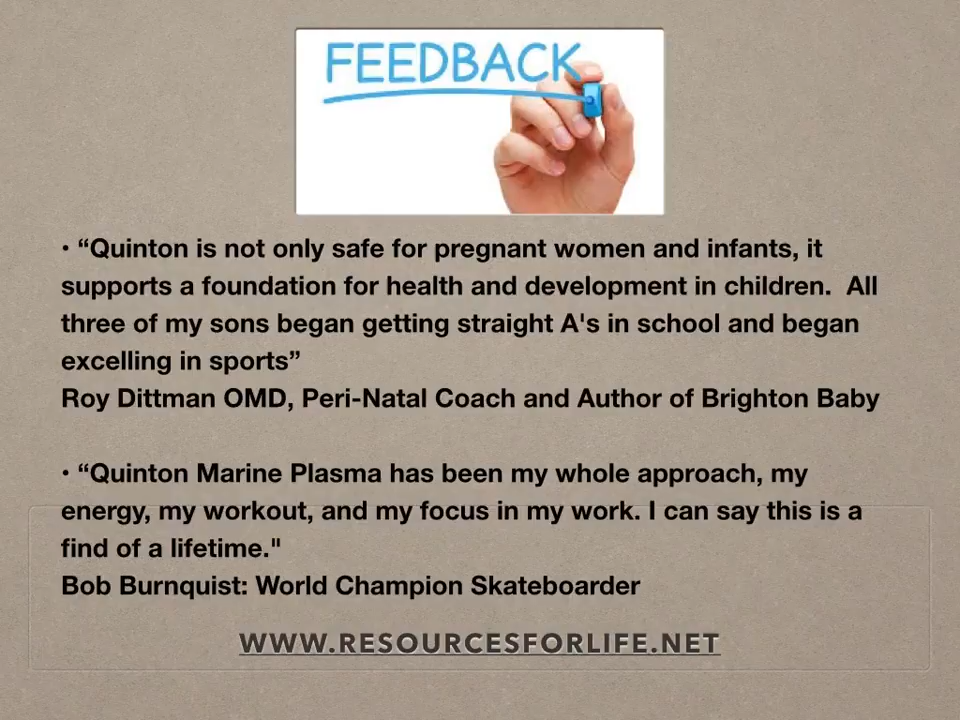 FEEDBACK
• “Quinton is not only safe for pregnant women and infants, it
supports a foundation for health and development in children.  All
three of my sons began getting straight A's in school and began
excelling in sports”
Roy Dittman OMD, Peri-Natal Coach and Author of Brighton Baby
• “Quinton Marine Plasma has been my whole approach, my
energy, my workout, and my focus in my work. I can say this is a
find of a lifetime."
Bob Burnquist: World Champion Skateboarder
WWW.RESOURCESFORLIFE.NET